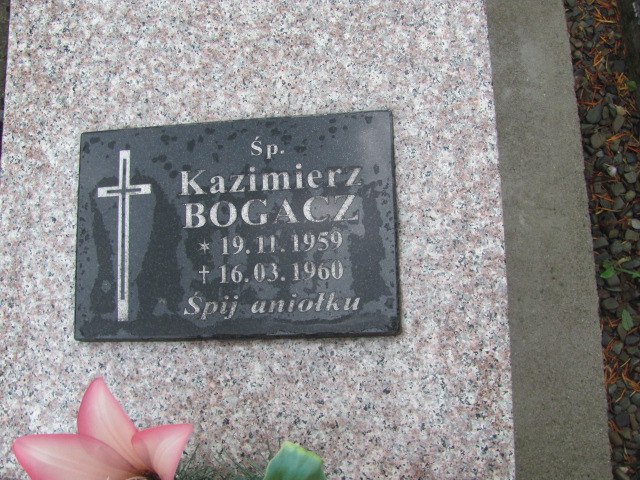 Śp.
Kazimierz
BOGACZ
* 19.11.1959
† 16.03.1960
Śpij aniołku